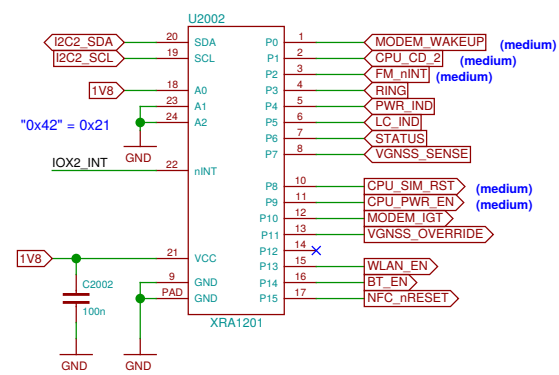 U2002
I2C2_SDA 20 SDA P0 1 MODEM_WAKEUP (medium)
I2C2_SCL 19 SCL P1 2 CPU_CD_2 (medium)
P2 3 FM_nINT (medium)
1V8 18 A0 P3 4 RING
23 A1 P4 5 PWR_IND
"0x42" = 0x21 24 A2 P5 6 LC_IND
P6 7 STATUS
GND P7 8 VGNSS_SENSE
IOX2_INT 22 nINT
P8 10 CPU_SIM_RST (medium)
P9 11 CPU_PWR_EN (medium)
P10 12 MODEM_IGT
P11 13 VGNSS_OVERRIDE
1V8 21 VCC P12 14
P13 15 WLAN_EN
C2002 9 GND P14 16 BT_EN
100n PAD GND P15 17 NFC_nRESET
XRA1201
GND GND